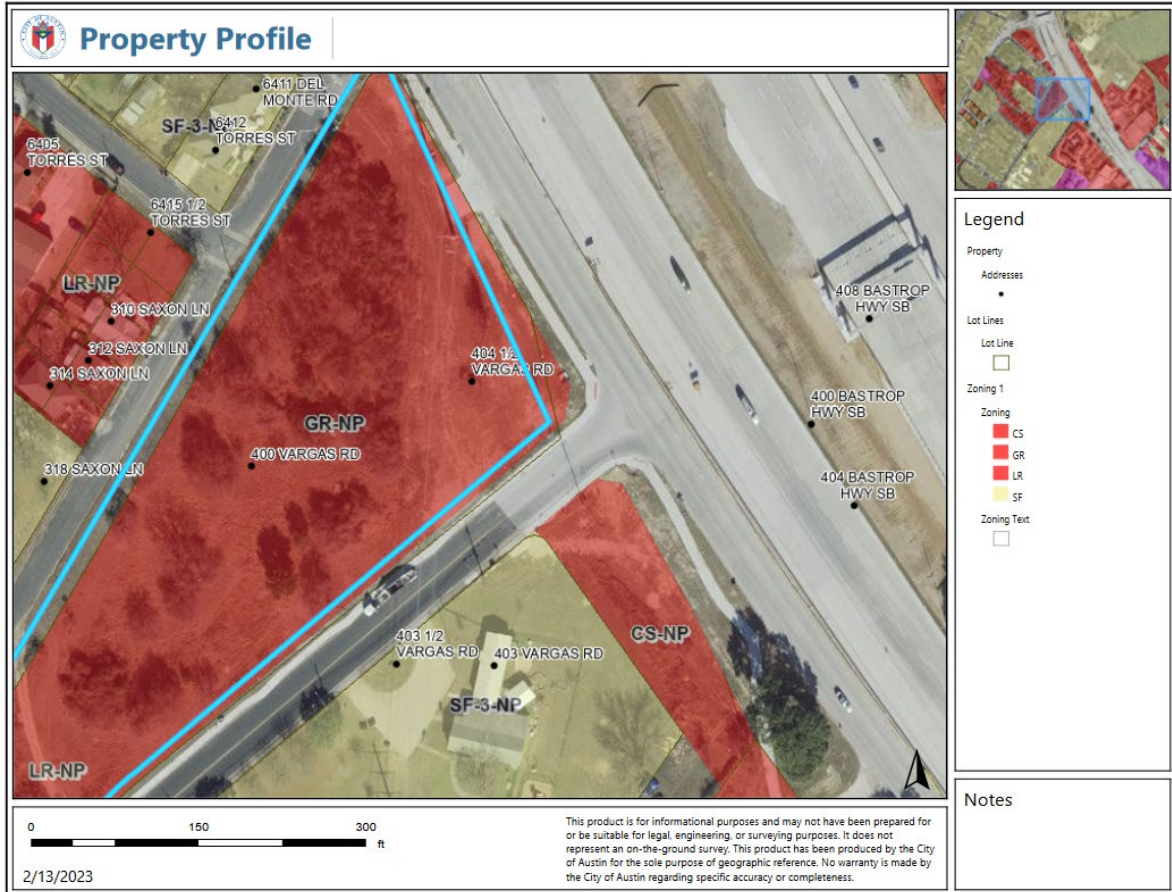 CITY OF AUSTIN
Property Profile
6411 DEL
MONTE RD
SF-3-NP
6412
TORRES ST
6405
TORRES ST
6415 1/2
TORRES ST
LR-NP
310 SAXON LN
312 SAXON LN
314 SAXON LN
318 SAXON LN
404 1/2
VARGAS RD
GR-NP
400 VARGAS RD
408 BASTROP
HWY SB
400 BASTROP
HWY SB
404 BASTROP
HWY SB
403 1/2
VARGAS RD
403 VARGAS RD
CS-NP
SF-3-NP
LR-NP
Legend
Property
Addresses
Lot Lines
Lot Line
Zoning 1
Zoning
CS
GR
LR
SF
Zoning Text
Notes
0 150 300
ft
2/13/2023
This product is for informational purposes and may not have been prepared for
or be suitable for legal, engineering, or surveying purposes. It does not
represent an on-the-ground survey. This product has been produced by the City
of Austin for the sole purpose of geographic reference. No warranty is made by
the City of Austin regarding specific accuracy or completeness.